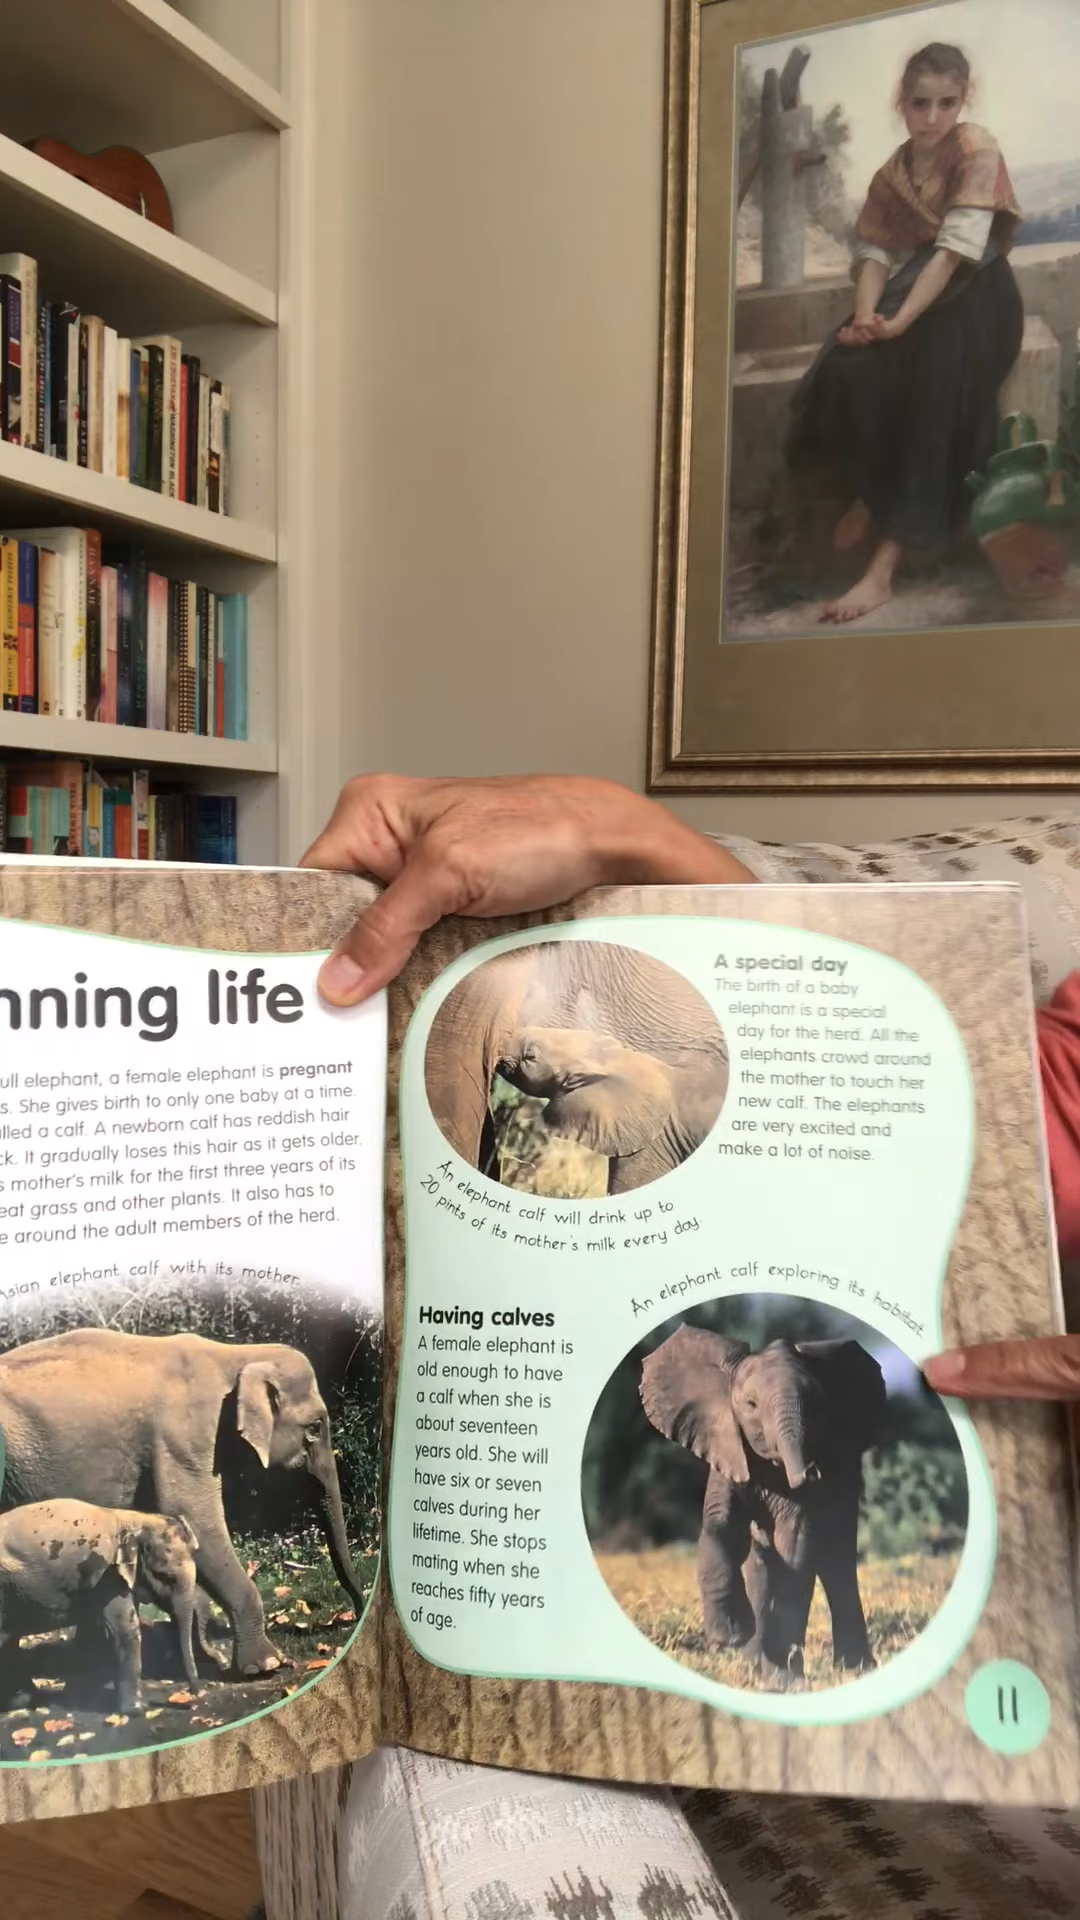 nning life
ull elephant, a female elephant is pregnant
s. She gives birth to only one baby at a time.
lled a calf. A newborn calf has reddish hair
ck. It gradually loses this hair as it gets older.
s mother's milk for the first three years of its
eat grass and other plants. It also has to
e around the adult members of the herd.
Asian elephant calf with its mother.
A special day
The birth of a baby
elephant is a special
day for the herd. All the
elephants crowd around
the mother to touch her
new calf. The elephants
are very excited and
make a lot of noise.
An elephant calf will drink up to
20 pints of its mother's milk every day.
An elephant calf exploring its habitat.
Having calves
A female elephant is
old enough to have
a calf when she is
about seventeen
years old. She will
have six or seven
calves during her
lifetime. She stops
mating when she
reaches fifty years
of age.
11
WASHINGTON BLACK
HANNAH
MARCH